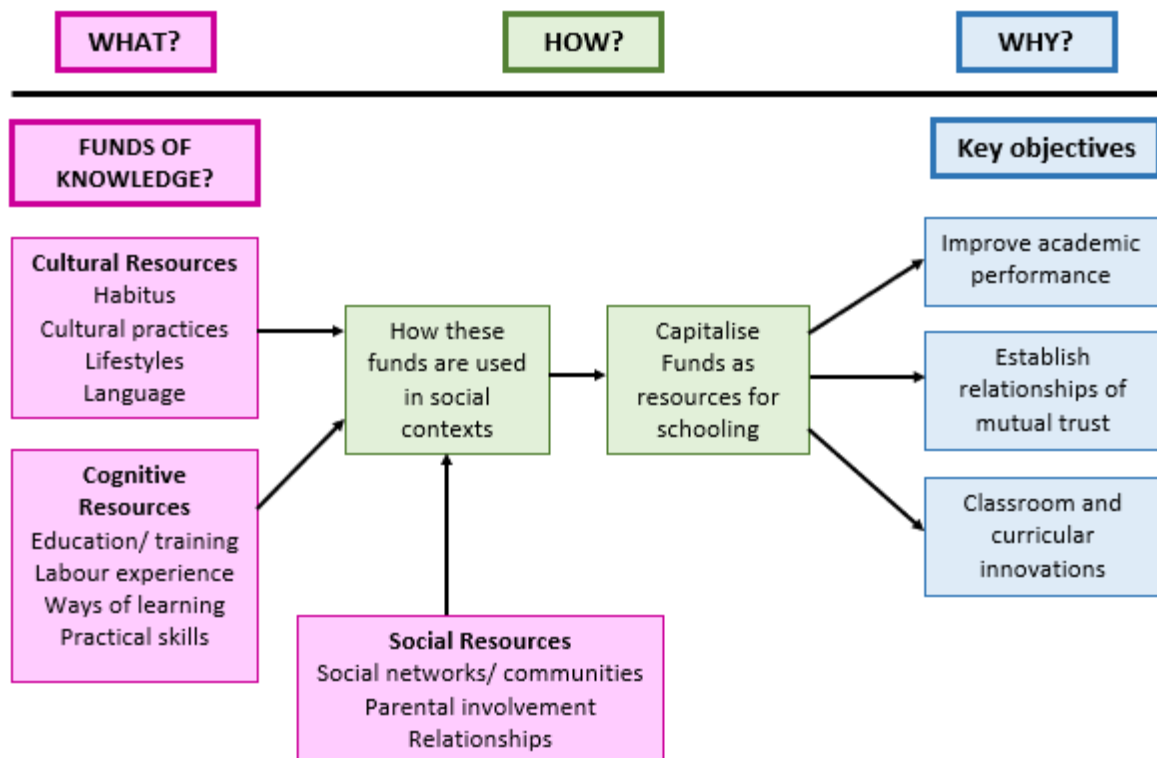 WHAT?
HOW?
WHY?
FUNDS OF
KNOWLEDGE?
Key objectives
Cultural Resources
Habitus
Cultural practices
Lifestyles
Language
Cognitive
Resources
Education/ training
Labour experience
Ways of learning
Practical skills
Social Resources
Social networks/ communities
Parental involvement
Relationships
How these
funds are used
in social
contexts
Capitalise
Funds as
resources for
schooling
Improve academic
performance
Establish
relationships of
mutual trust
Classroom and
curricular
innovations